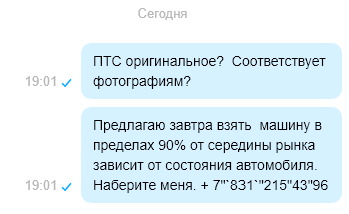 Сегодня
ПТС оригинальное?  Соответствует
фотографиям?
19:01
Предлагаю завтра взять  машину в
пределах 90% от середины рынка
зависит от состояния автомобиля.
Наберите меня. + 7"`831`"215"43"96
19:01